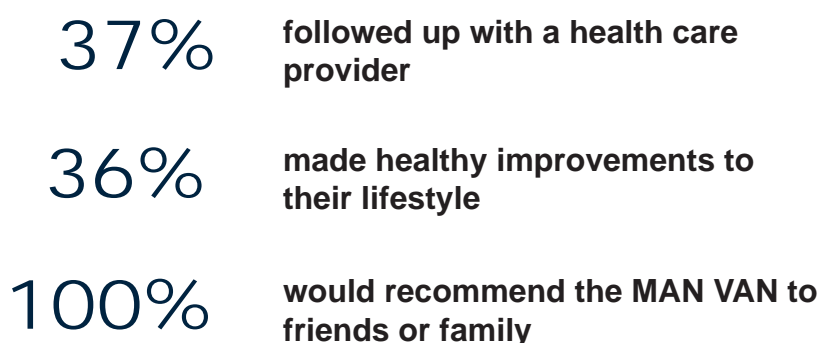 37% followed up with a health care
provider
36% made healthy improvements to
their lifestyle
100% would recommend the MAN VAN to
friends or family